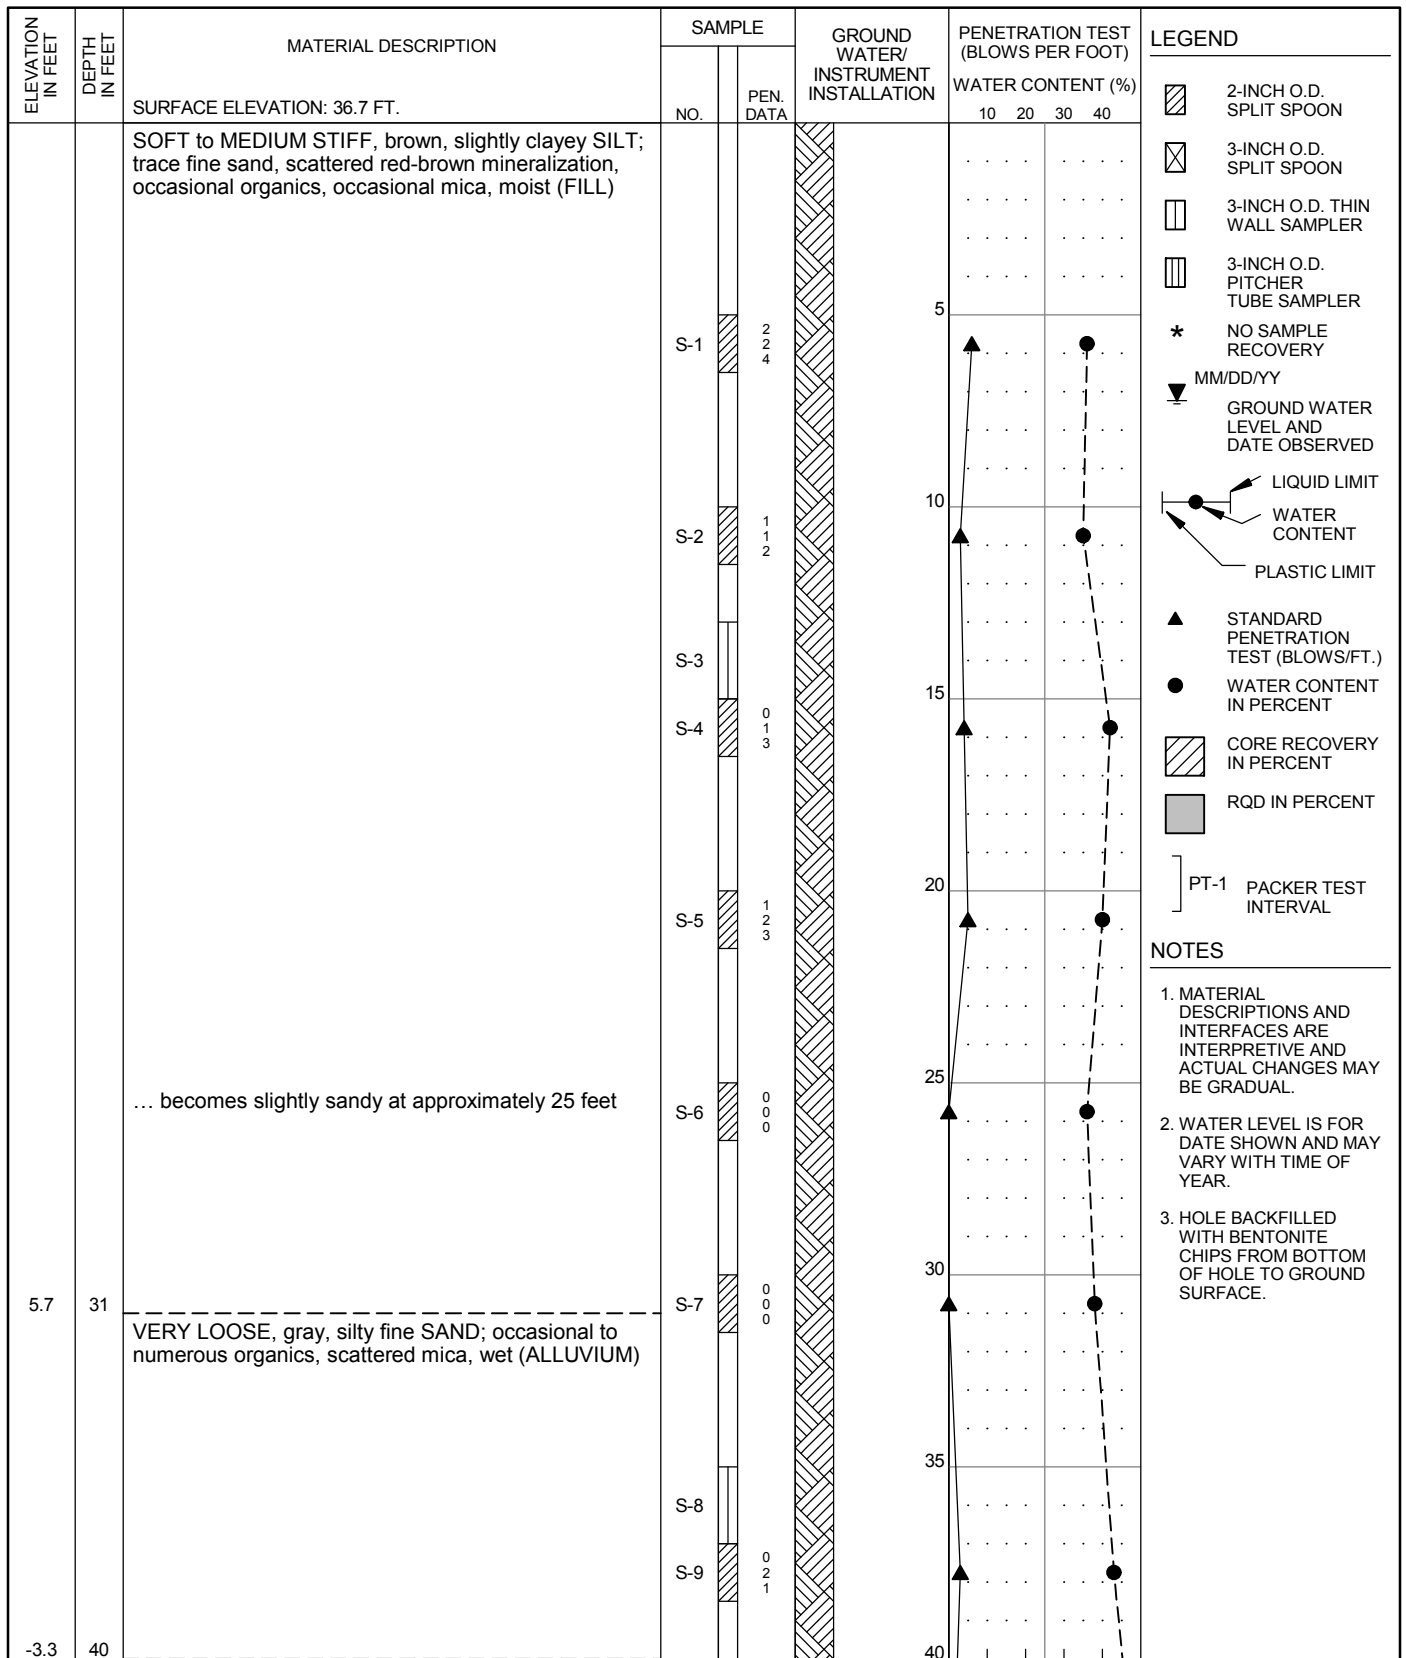 ELEVATION
IN FEET
DEPTH
IN FEET
MATERIAL DESCRIPTION
SURFACE ELEVATION: 36.7 FT.
SAMPLE
NO.
PEN.
DATA
GROUND
WATER/
INSTRUMENT
INSTALLATION
PENETRATION TEST
(BLOWS PER FOOT)
WATER CONTENT (%)
10 20 30 40
SOFT to MEDIUM STIFF, brown, slightly clayey SILT;
trace fine sand, scattered red-brown mineralization,
occasional organics, occasional mica, moist (FILL)
5
S-1
2
2
4
10
S-2
1
1
2
S-3
15
S-4
0
1
3
20
S-5
1
2
3
25
... becomes slightly sandy at approximately 25 feet
S-6
0
0
0
30
5.7 31
S-7
0
0
0
VERY LOOSE, gray, silty fine SAND; occasional to
numerous organics, scattered mica, wet (ALLUVIUM)
35
S-8
S-9
0
2
1
-3.3 40
40
LEGEND
2-INCH O.D.
SPLIT SPOON
3-INCH O.D.
SPLIT SPOON
3-INCH O.D. THIN
WALL SAMPLER
3-INCH O.D.
PITCHER
TUBE SAMPLER
* NO SAMPLE
RECOVERY
MM/DD/YY
GROUND WATER
LEVEL AND
DATE OBSERVED
LIQUID LIMIT
WATER
CONTENT
PLASTIC LIMIT
STANDARD
PENETRATION
TEST (BLOWS/FT.)
WATER CONTENT
IN PERCENT
CORE RECOVERY
IN PERCENT
RQD IN PERCENT
PT-1 PACKER TEST
INTERVAL
NOTES
1. MATERIAL
DESCRIPTIONS AND
INTERFACES ARE
INTERPRETIVE AND
ACTUAL CHANGES MAY
BE GRADUAL.
2. WATER LEVEL IS FOR
DATE SHOWN AND MAY
VARY WITH TIME OF
YEAR.
3. HOLE BACKFILLED
WITH BENTONITE
CHIPS FROM BOTTOM
OF HOLE TO GROUND
SURFACE.